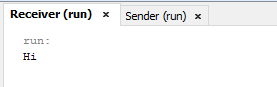 Receiver (run) × Sender (run) ×
run:
Hi